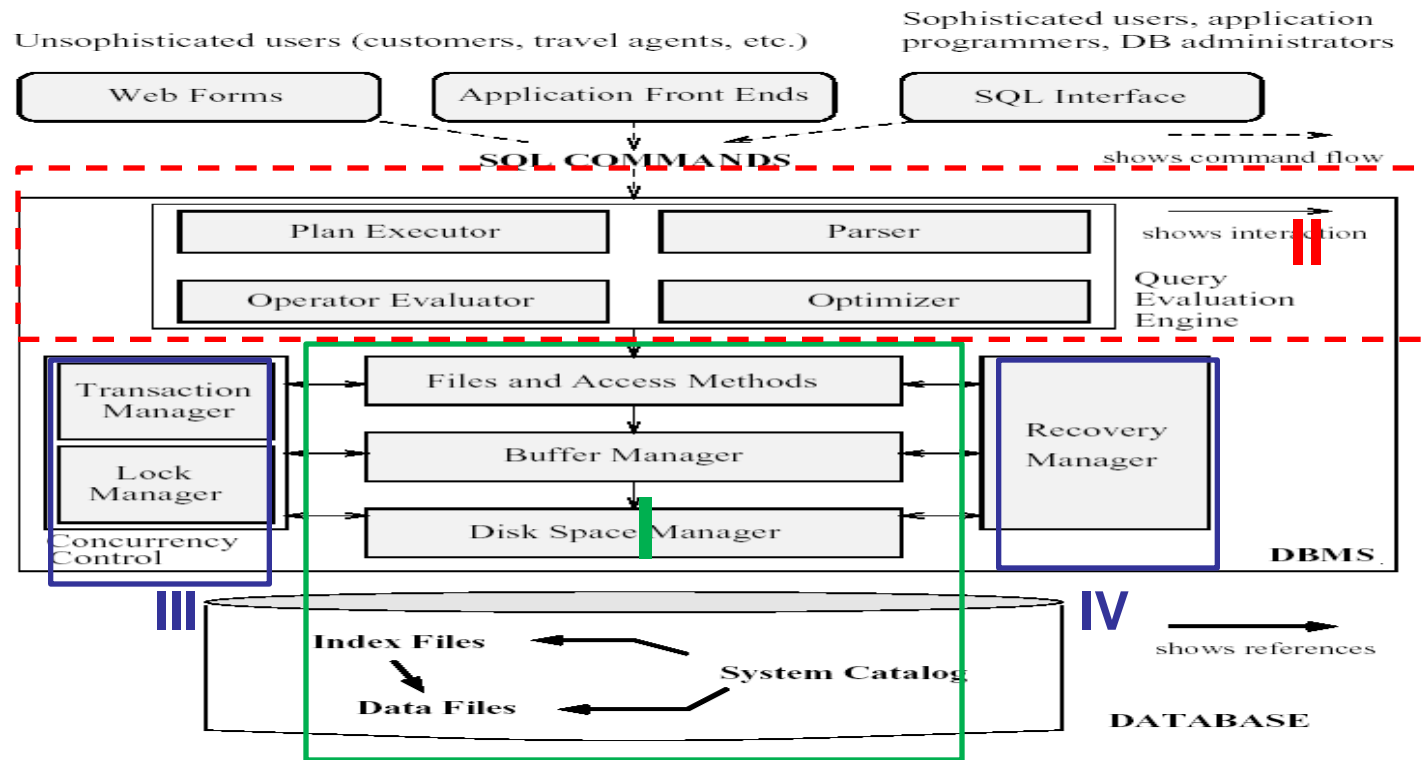 Unsophisticated users (customers, travel agents, etc.)
Sophisticated users, application
programmers, DB administrators
Web Forms
Application Front Ends
SQL Interface
SQL COMMANDS
shows command flow
Plan Executor
Parser
shows interaction
II
Operator Evaluator
Optimizer
Query
Evaluation
Engine
Transaction
Manager
Files and Access Methods
Recovery
Manager
Buffer Manager
Lock
Manager
I
Disk Space Manager
Concurrency
Control
DBMS
III
IV
Index Files
shows references
System Catalog
Data Files
DATABASE